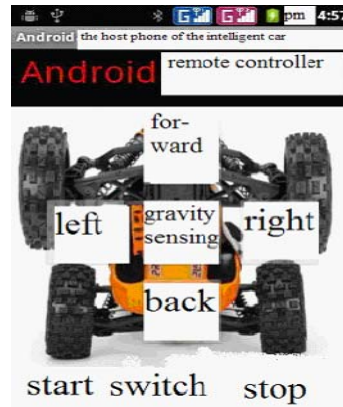 G G pm 4:57
Android the host phone of the intelligent car
Android remote controller
for-
ward
left gravity right
sensing
back
start switch stop